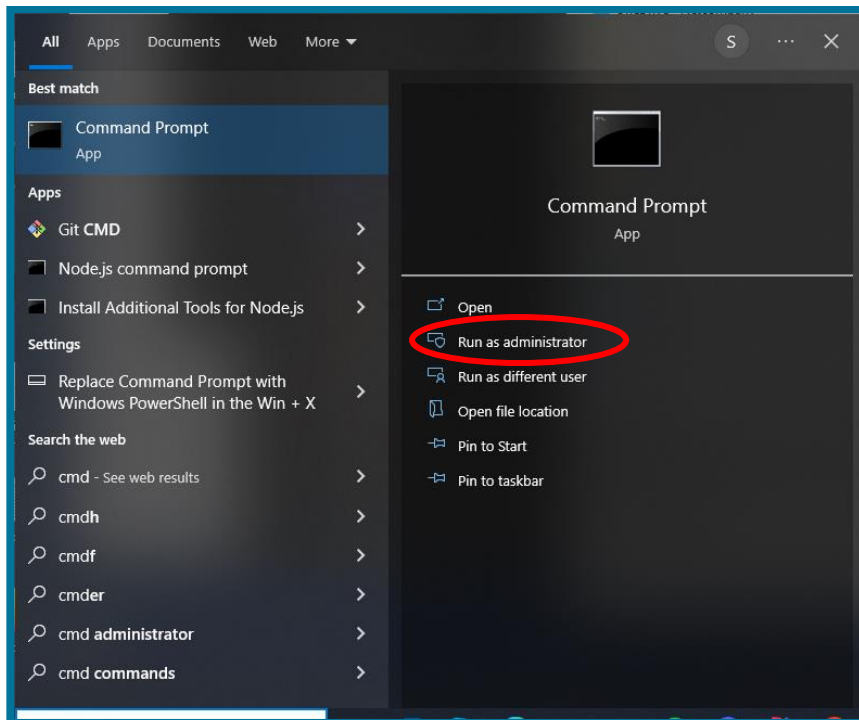 All Apps Documents Web More
S
Best match
Command Prompt
App
Apps
Git CMD
Node.js command prompt
Install Additional Tools for Node.js
Settings
Replace Command Prompt with
Windows PowerShell in the Win + X
Search the web
cmd - See web results
cmdh
cmdf
cmder
cmd administrator
cmd commands
Command Prompt
App
Open
Run as administrator
Run as different user
Open file location
Pin to Start
Pin to taskbar